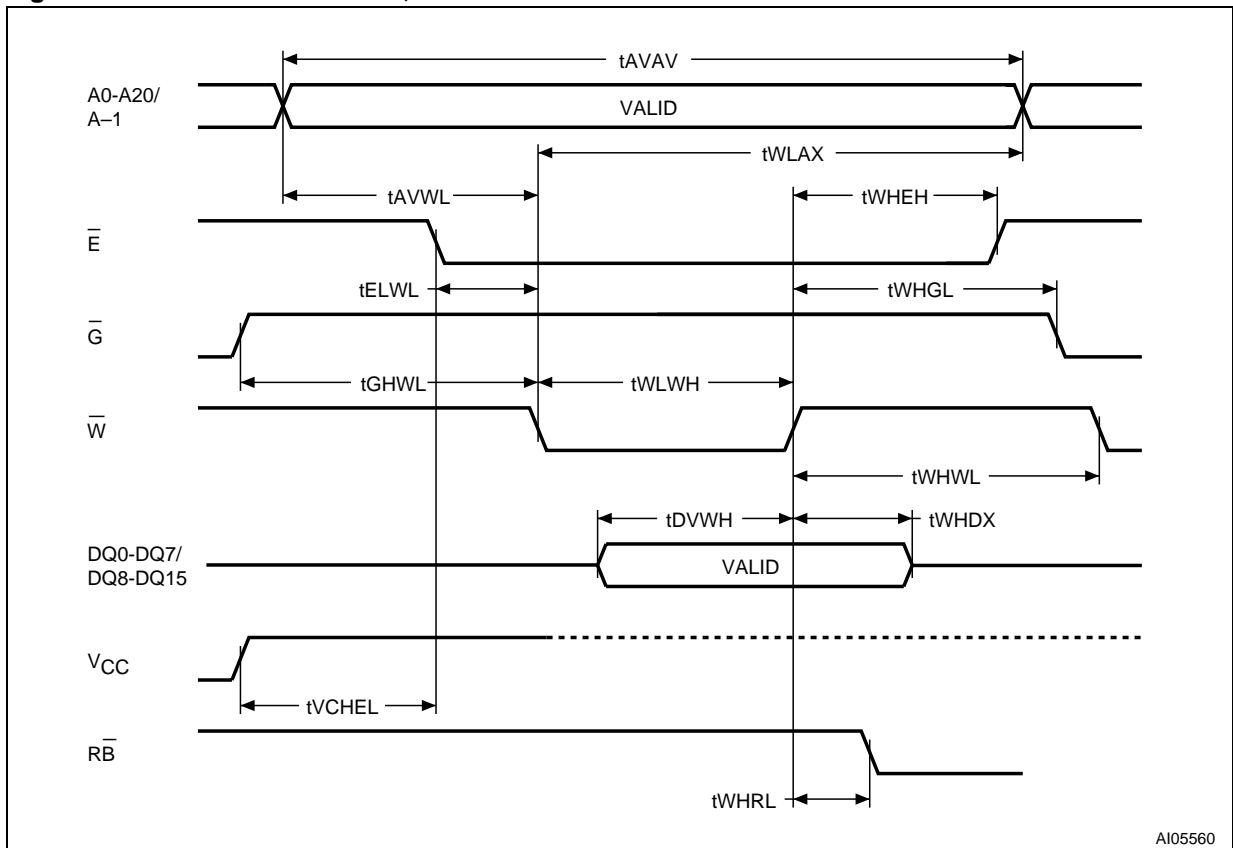 tAVAV
A0-A20/
A–1
VALID
tWLAX
tAVWL
tWHEH
E̅
tELWL
tWHGL
G̅
tGHWL
tWLWH
W̅
tWHWL
tDVWH
tWHDX
DQ0-DQ7/
DQ8-DQ15
VALID
VCC
tVCHEL
RB̅
tWHRL
AI05560